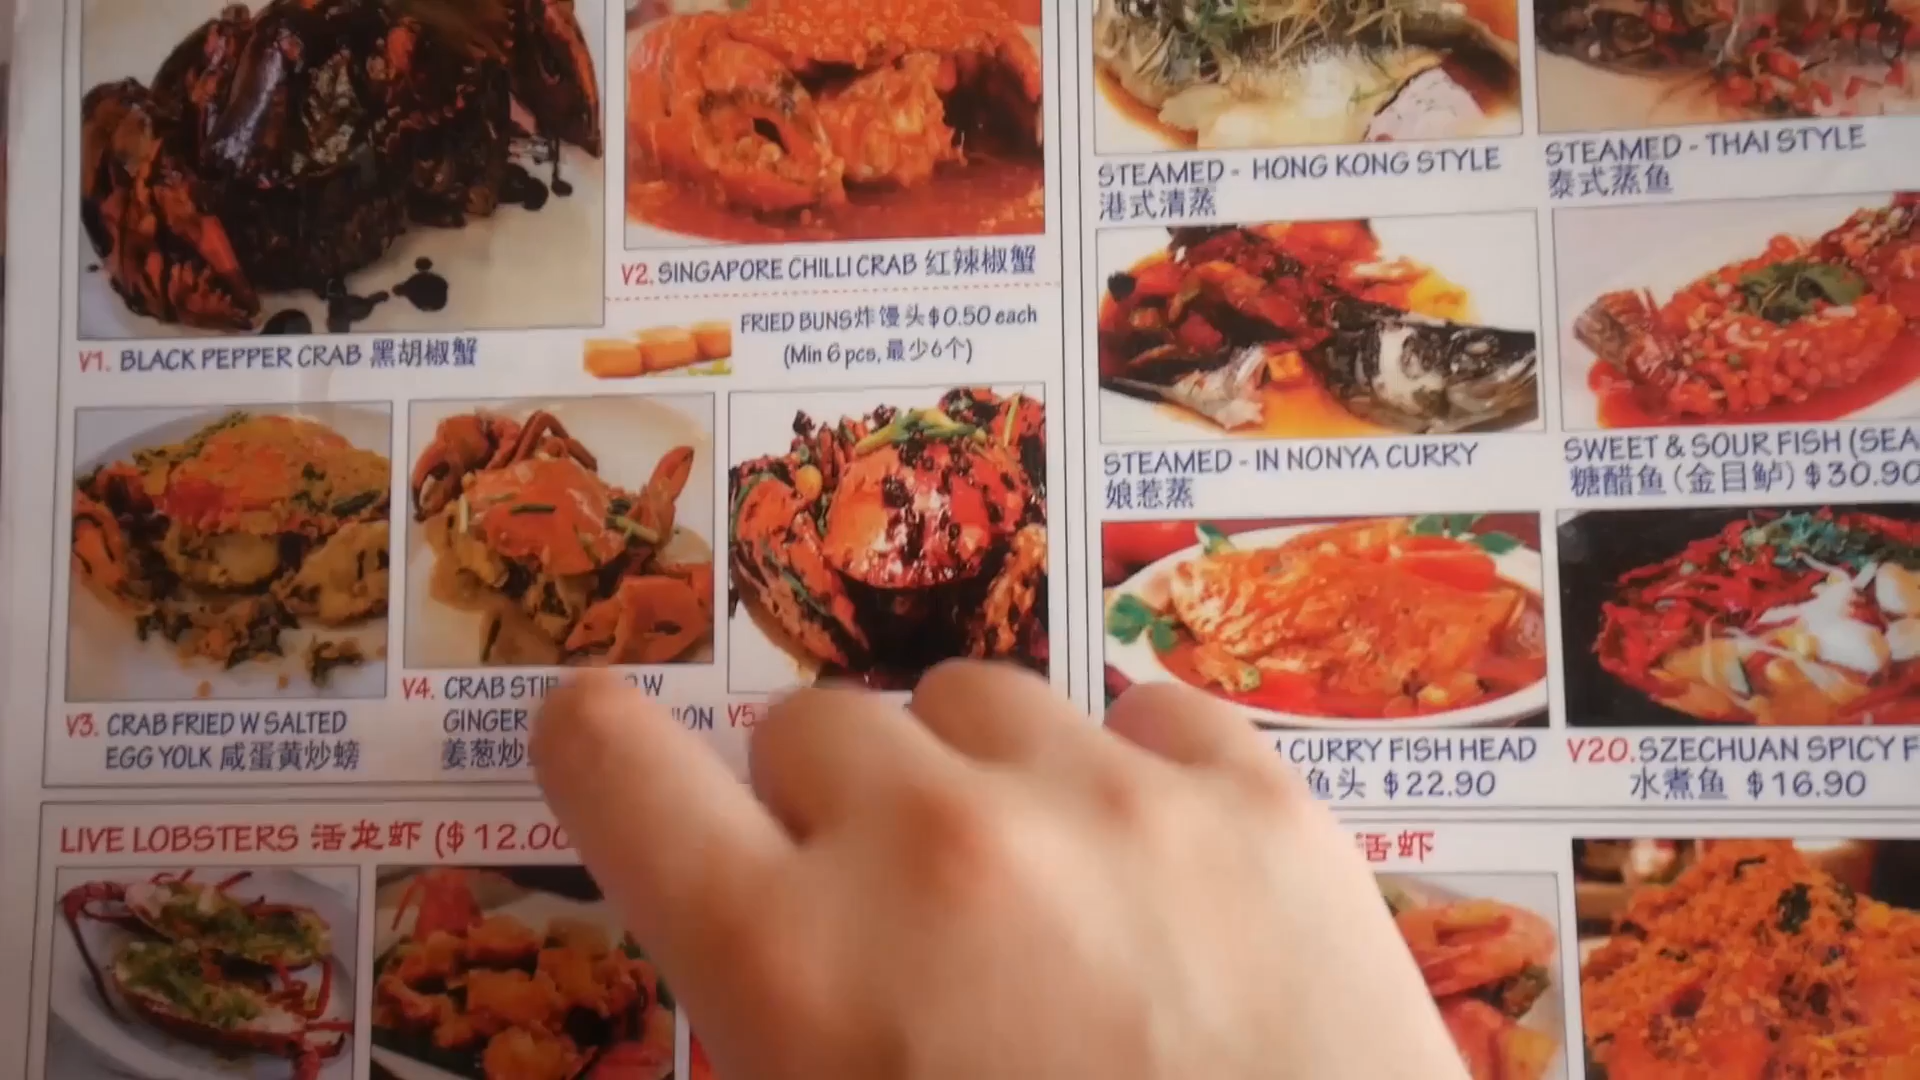 V2. SINGAPORE CHILLI CRAB 红辣椒蟹
FRIED BUNS 炸馒头 $0.50 each
(Min 6 pcs, 最少6个)
V1. BLACK PEPPER CRAB 黑胡椒蟹
V3. CRAB FRIED W SALTED
EGG YOLK 咸蛋黄炒螃
V4. CRAB W
GINGER
姜葱炒
V5.
LIVE LOBSTERS 活龙虾 ($12.00
STEAMED - HONG KONG STYLE
港式清蒸
STEAMED - THAI STYLE
泰式蒸鱼
STEAMED - IN NONYA CURRY
娘惹蒸
SWEET & SOUR FISH (SEA
糖醋鱼 (金目鲈) $30.90
CURRY FISH HEAD
鱼头 $22.90
V20. SZECHUAN SPICY F
水煮鱼 $16.90
活虾